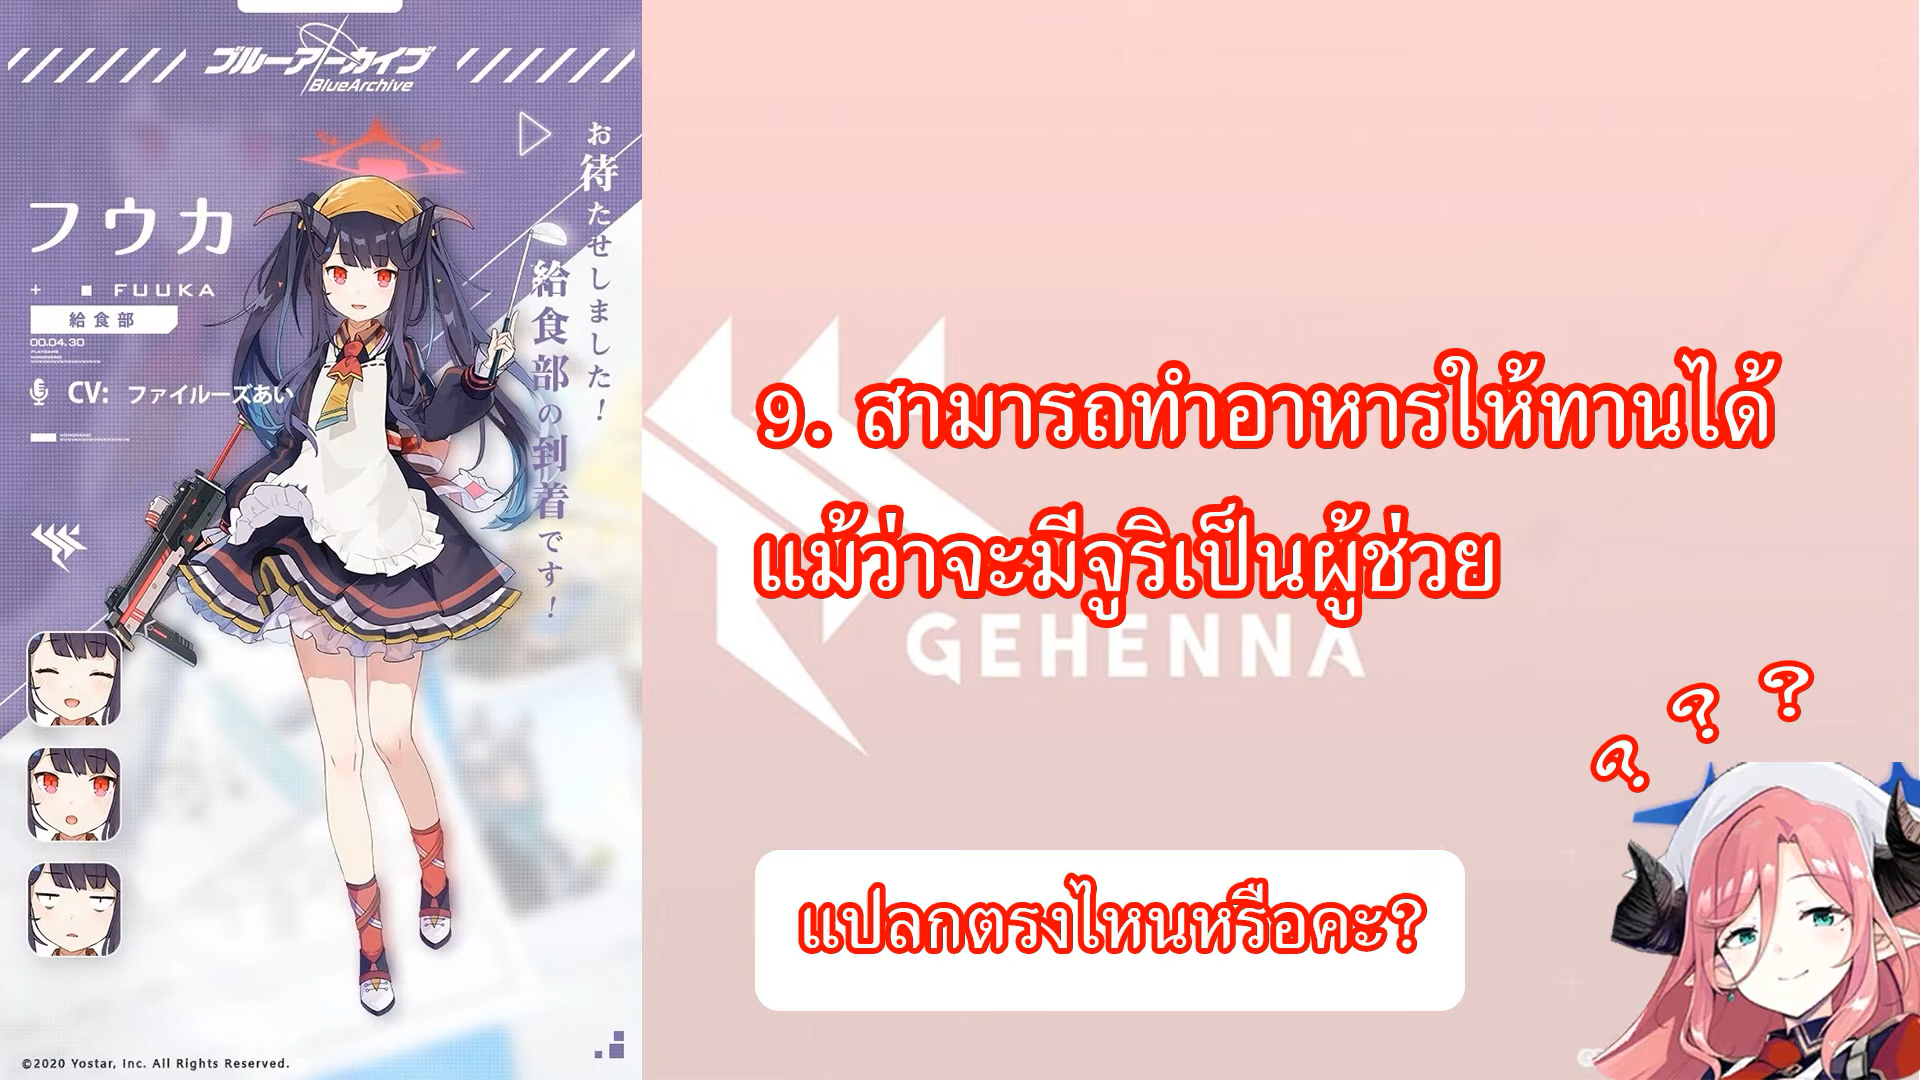 ブルーアーカイブ
BlueArchive
お待たせしました!
給食部の到着です!
フウカ
FUUKA
給食部
00.04.30
CV: ファイルーズあい
©2020 Yostar, Inc. All Rights Reserved.
9. สามารถทำอาหารให้ทานได้
แม้ว่าจะมีจูริเป็นผู้ช่วย
GEHENNA
? ? ?
แปลกตรงไหนหรือคะ?